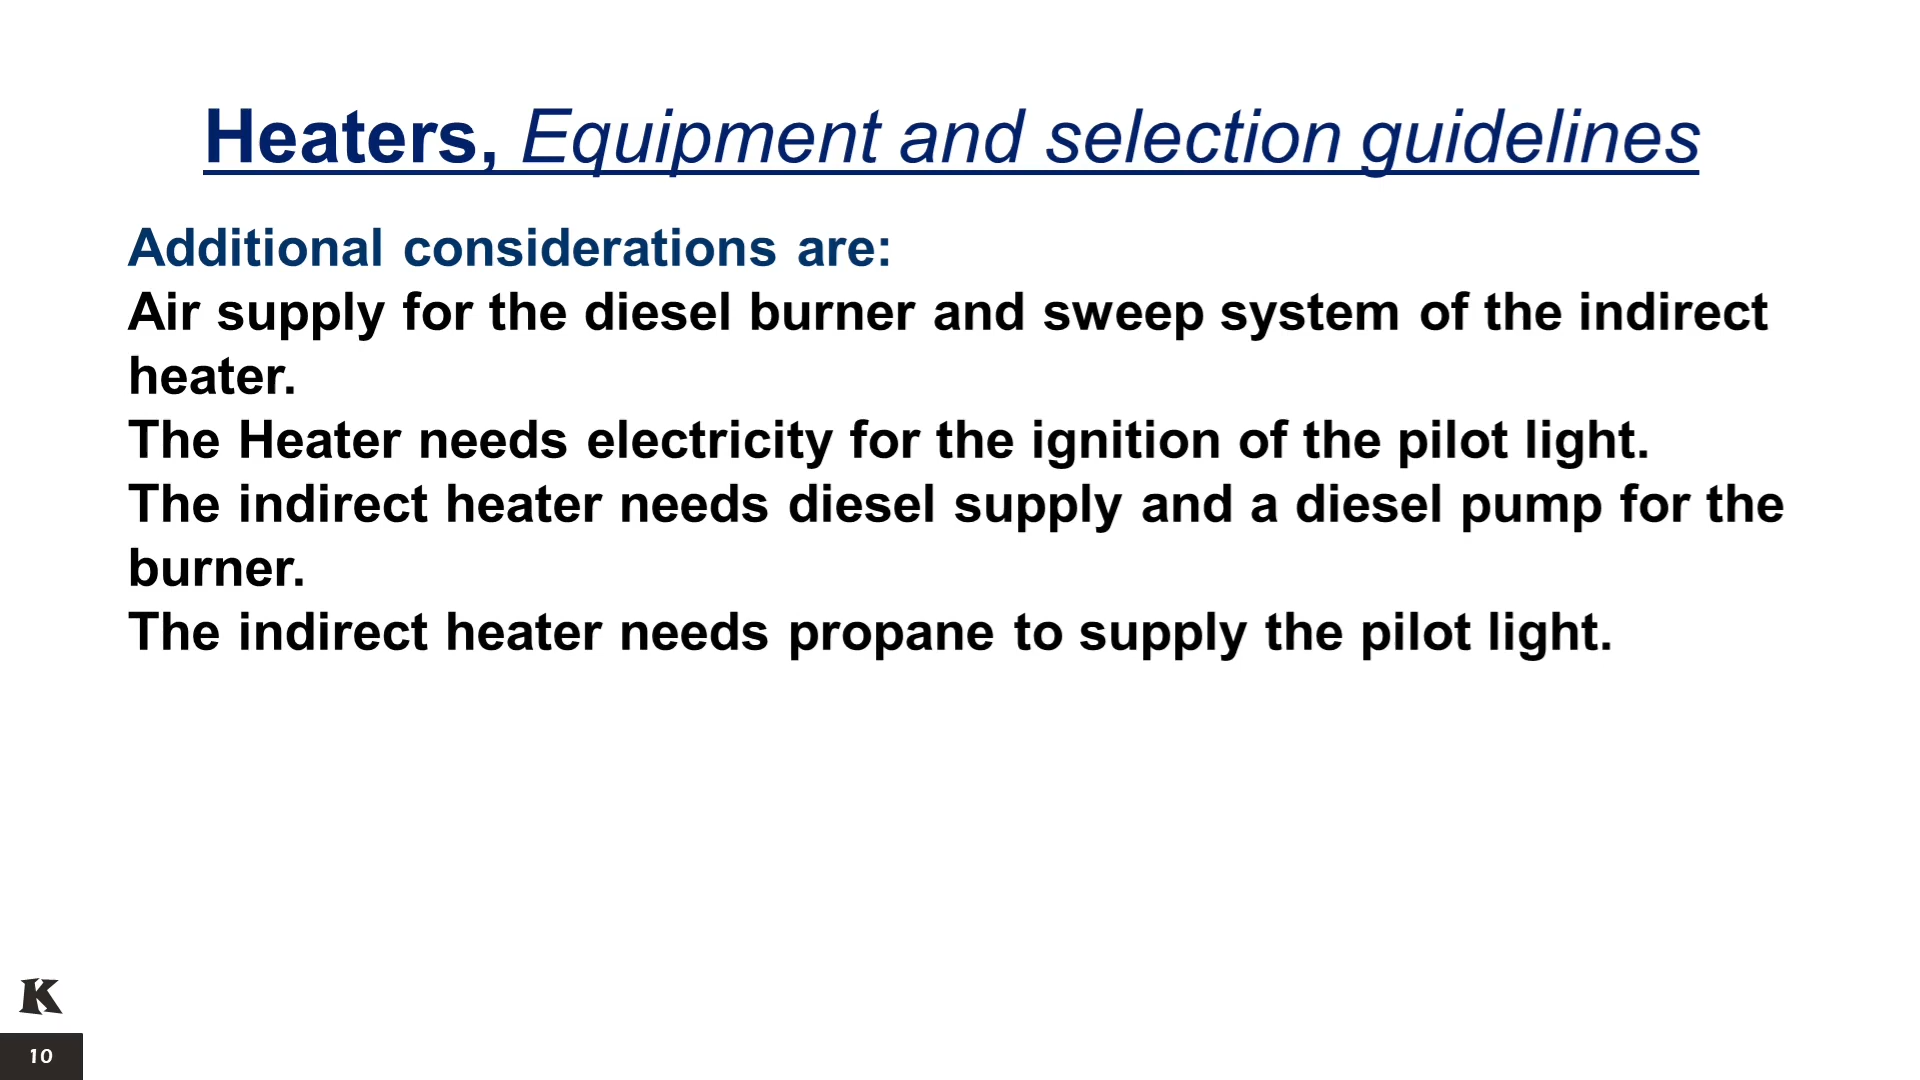 Heaters, Equipment and selection guidelines
Additional considerations are:
Air supply for the diesel burner and sweep system of the indirect
heater.
The Heater needs electricity for the ignition of the pilot light.
The indirect heater needs diesel supply and a diesel pump for the
burner.
The indirect heater needs propane to supply the pilot light.
K
10